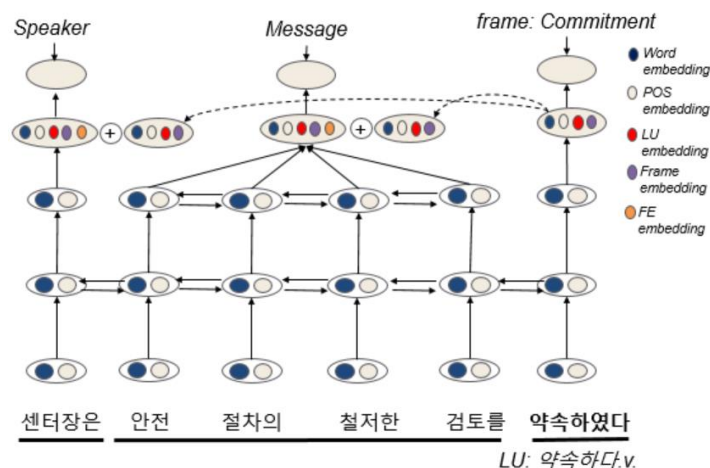 Speaker
Message
frame: Commitment
Word embedding
POS embedding
LU embedding
Frame embedding
FE embedding
+
+
센터장은 안전 절차의 철저한 검토를 약속하였다
LU: 약속하다.v.